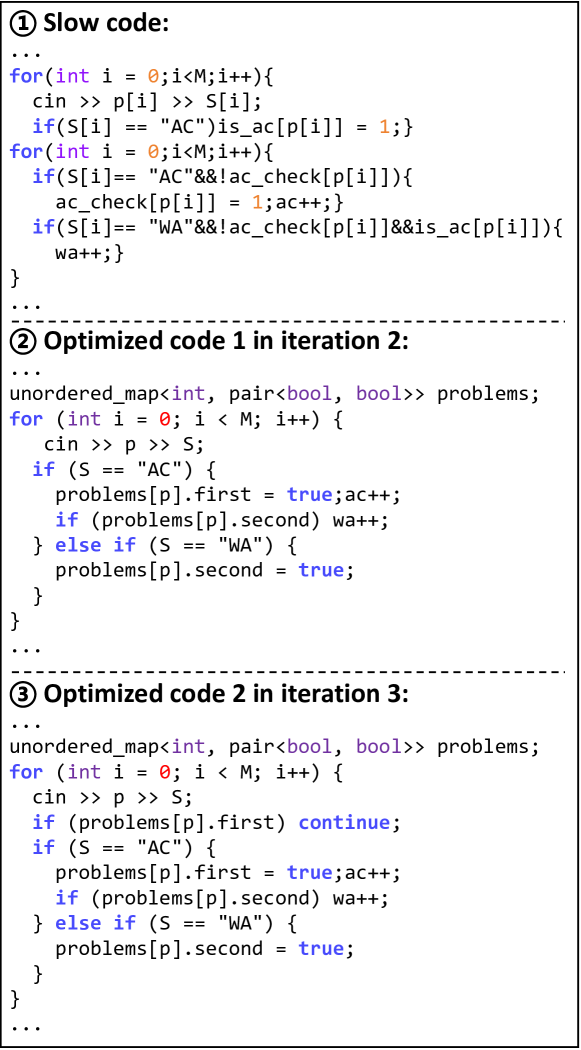 ① Slow code:
...
for(int i = 0;i<M;i++){
  cin >> p[i] >> S[i];
  if(S[i] == "AC")is_ac[p[i]] = 1;}
for(int i = 0;i<M;i++){
  if(S[i]== "AC"&&!ac_check[p[i]]){
    ac_check[p[i]] = 1;ac++;}
  if(S[i]== "WA"&&!ac_check[p[i]]&&is_ac[p[i]]){
    wa++;}
}
...
② Optimized code 1 in iteration 2:
...
unordered_map<int, pair<bool, bool>> problems;
for (int i = 0; i < M; i++) {
   cin >> p >> S;
  if (S == "AC") {
    problems[p].first = true;ac++;
    if (problems[p].second) wa++;
  } else if (S == "WA") {
    problems[p].second = true;
  }
}
...
③ Optimized code 2 in iteration 3:
...
unordered_map<int, pair<bool, bool>> problems;
for (int i = 0; i < M; i++) {
  cin >> p >> S;
  if (problems[p].first) continue;
  if (S == "AC") {
    problems[p].first = true;ac++;
    if (problems[p].second) wa++;
  } else if (S == "WA") {
    problems[p].second = true;
  }
}
...